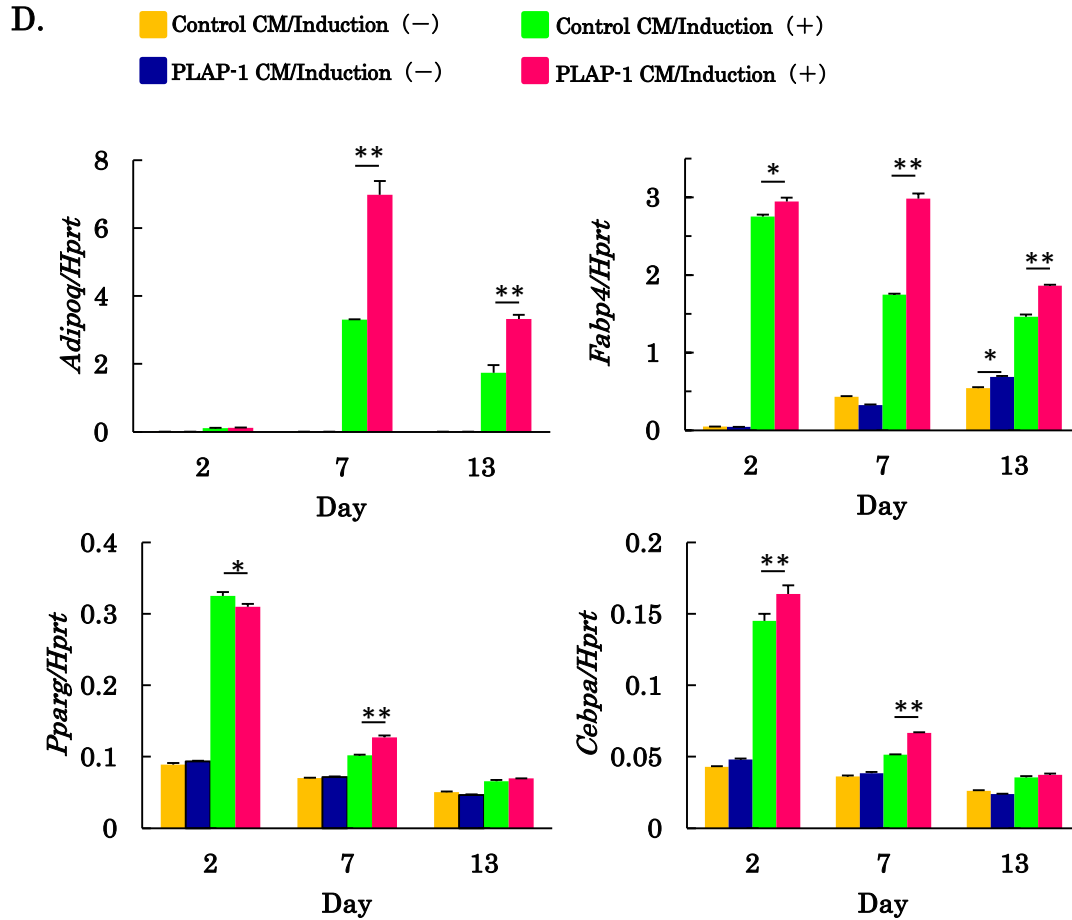 D.
Control CM/Induction (−)
Control CM/Induction (+)
PLAP-1 CM/Induction (−)
PLAP-1 CM/Induction (+)
8
6
4
2
0
Adipoq/Hprt
**
**
2 7 13
Day
3
2
1
0
Fabp4/Hprt
*
**
*
**
2 7 13
Day
0.4
0.3
0.2
0.1
0
Pparg/Hprt
*
**
2 7 13
Day
0.2
0.15
0.1
0.05
0
Cebpa/Hprt
**
**
2 7 13
Day